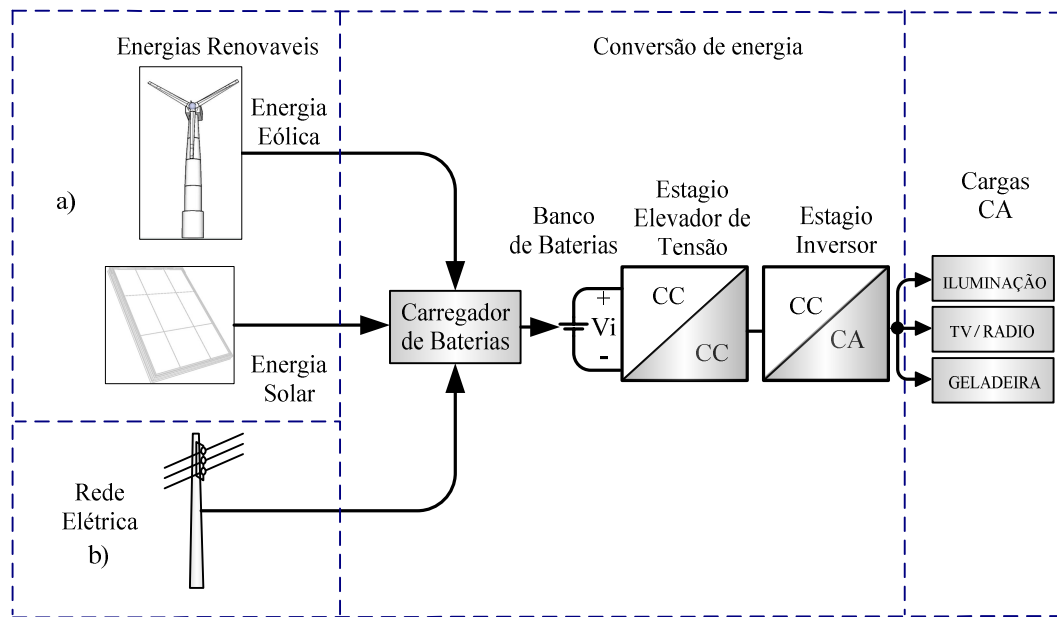 Energias Renovaveis
Conversão de energia
Energia
Eólica
a)
Energia
Solar
Rede
Elétrica
b)
Carregador
de Baterias
Banco
de Baterias
+
Vi
-
Estagio
Elevador de
Tensão
CC
CC
Estagio
Inversor
CC
CA
Cargas
CA
ILUMINAÇÃO
TV / RADIO
GELADEIRA